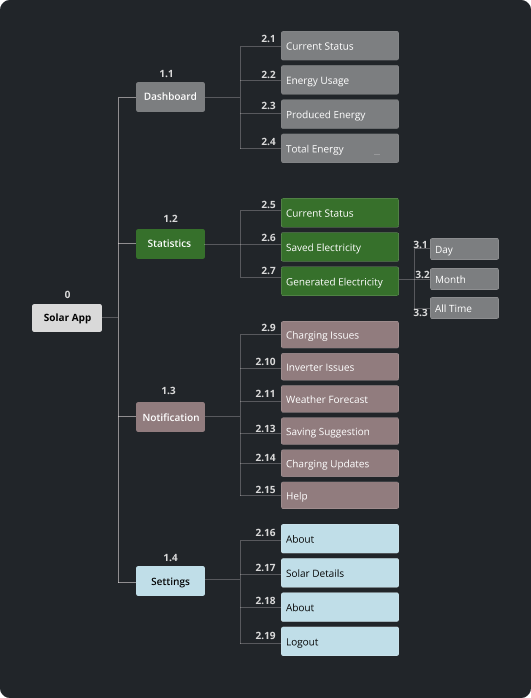 0
Solar App
1.1
Dashboard
2.1
Current Status
2.2
Energy Usage
2.3
Produced Energy
2.4
Total Energy _
1.2
Statistics
2.5
Current Status
2.6
Saved Electricity
2.7
Generated Electricity
3.1
Day
3.2
Month
3.3
All Time
1.3
Notification
2.9
Charging Issues
2.10
Inverter Issues
2.11
Weather Forecast
2.13
Saving Suggestion
2.14
Charging Updates
2.15
Help
1.4
Settings
2.16
About
2.17
Solar Details
2.18
About
2.19
Logout